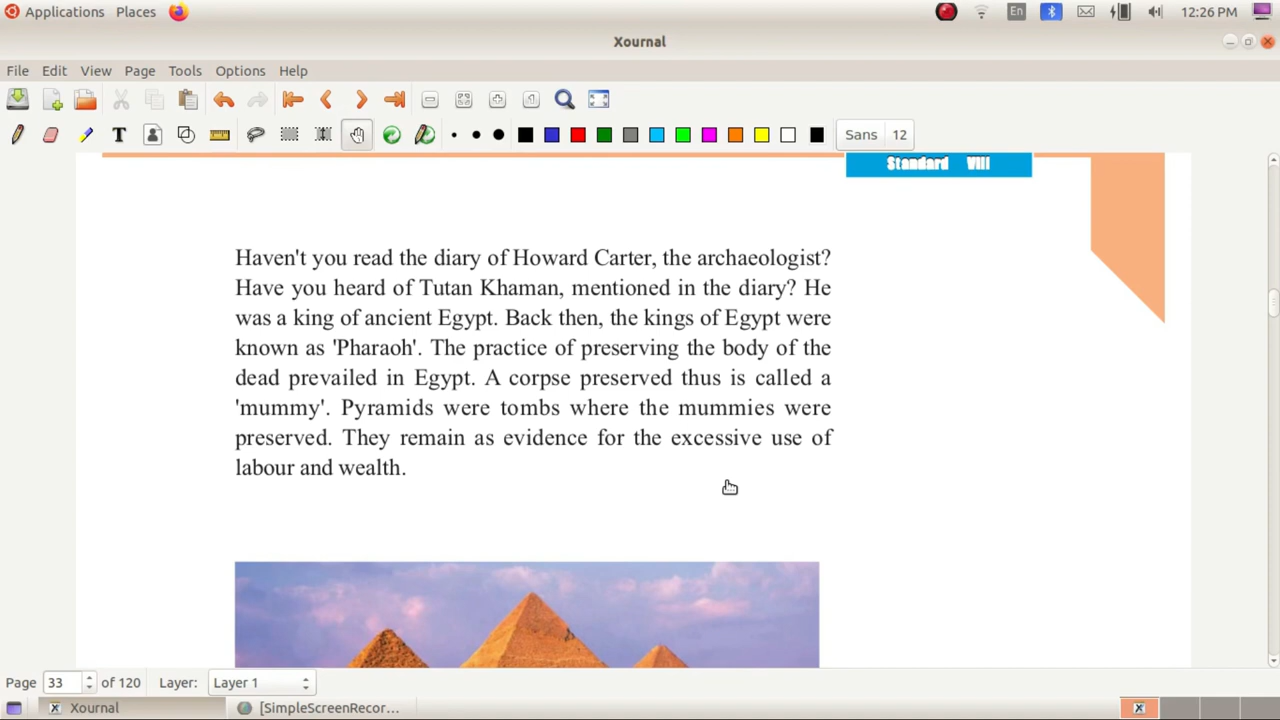 Applications Places En 12:26 PM
Xournal
File Edit View Page Tools Options Help
T Sans 12
Standard VIII
Haven't you read the diary of Howard Carter, the archaeologist?
Have you heard of Tutan Khaman, mentioned in the diary? He
was a king of ancient Egypt. Back then, the kings of Egypt were
known as 'Pharaoh'. The practice of preserving the body of the
dead prevailed in Egypt. A corpse preserved thus is called a
'mummy'. Pyramids were tombs where the mummies were
preserved. They remain as evidence for the excessive use of
labour and wealth.
Page 33 of 120 Layer: Layer 1
Xournal [SimpleScreenRecor...